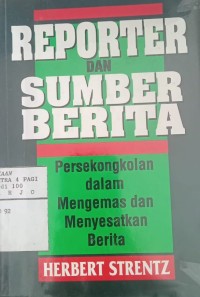 REPORTER
DAN
SUMBER
BERITA
Persekongkolan
dalam
Mengemas dan
Menyesatkan
Berita
HERBERT STRENTZ